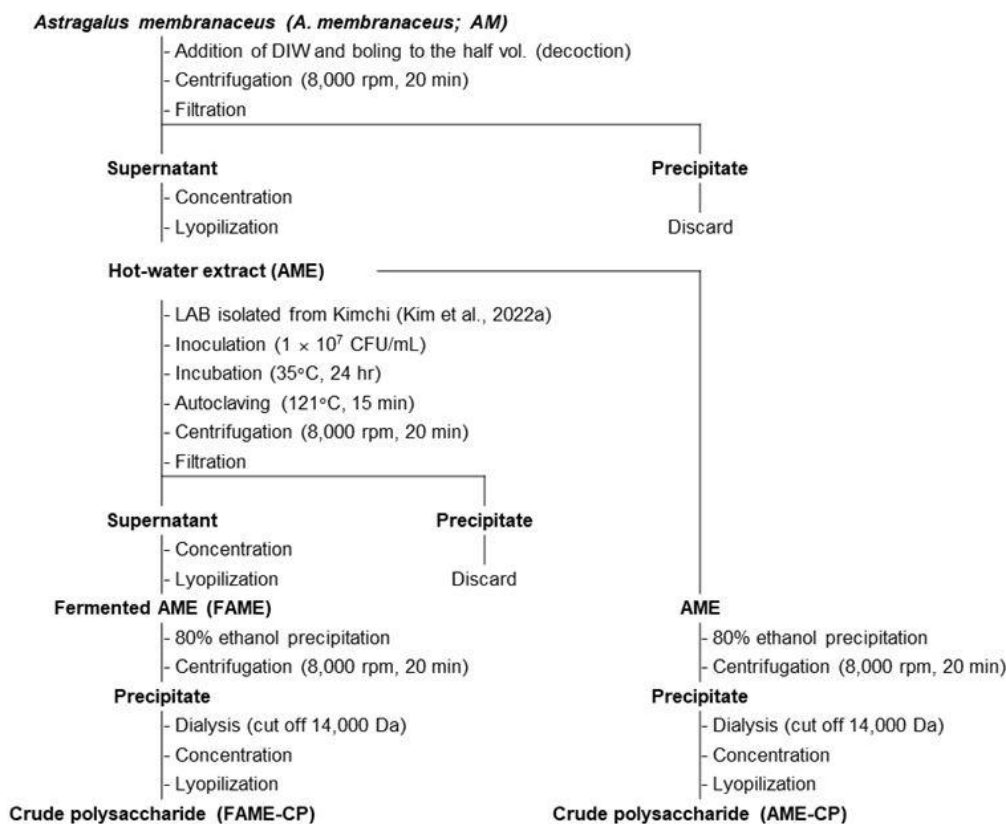 Astragalus membranaceus (A. membranaceus; AM)
- Addition of DIW and boling to the half vol. (decoction)
- Centrifugation (8,000 rpm, 20 min)
- Filtration
Supernatant
Precipitate
- Concentration
- Lyopilization
Discard
Hot-water extract (AME)
- LAB isolated from Kimchi (Kim et al., 2022a)
- Inoculation (1 × 10⁷ CFU/mL)
- Incubation (35°C, 24 hr)
- Autoclaving (121°C, 15 min)
- Centrifugation (8,000 rpm, 20 min)
- Filtration
Supernatant
Precipitate
- Concentration
- Lyopilization
Discard
Fermented AME (FAME)
- 80% ethanol precipitation
- Centrifugation (8,000 rpm, 20 min)
Precipitate
- Dialysis (cut off 14,000 Da)
- Concentration
- Lyopilization
Crude polysaccharide (FAME-CP)
AME
- 80% ethanol precipitation
- Centrifugation (8,000 rpm, 20 min)
Precipitate
- Dialysis (cut off 14,000 Da)
- Concentration
- Lyopilization
Crude polysaccharide (AME-CP)